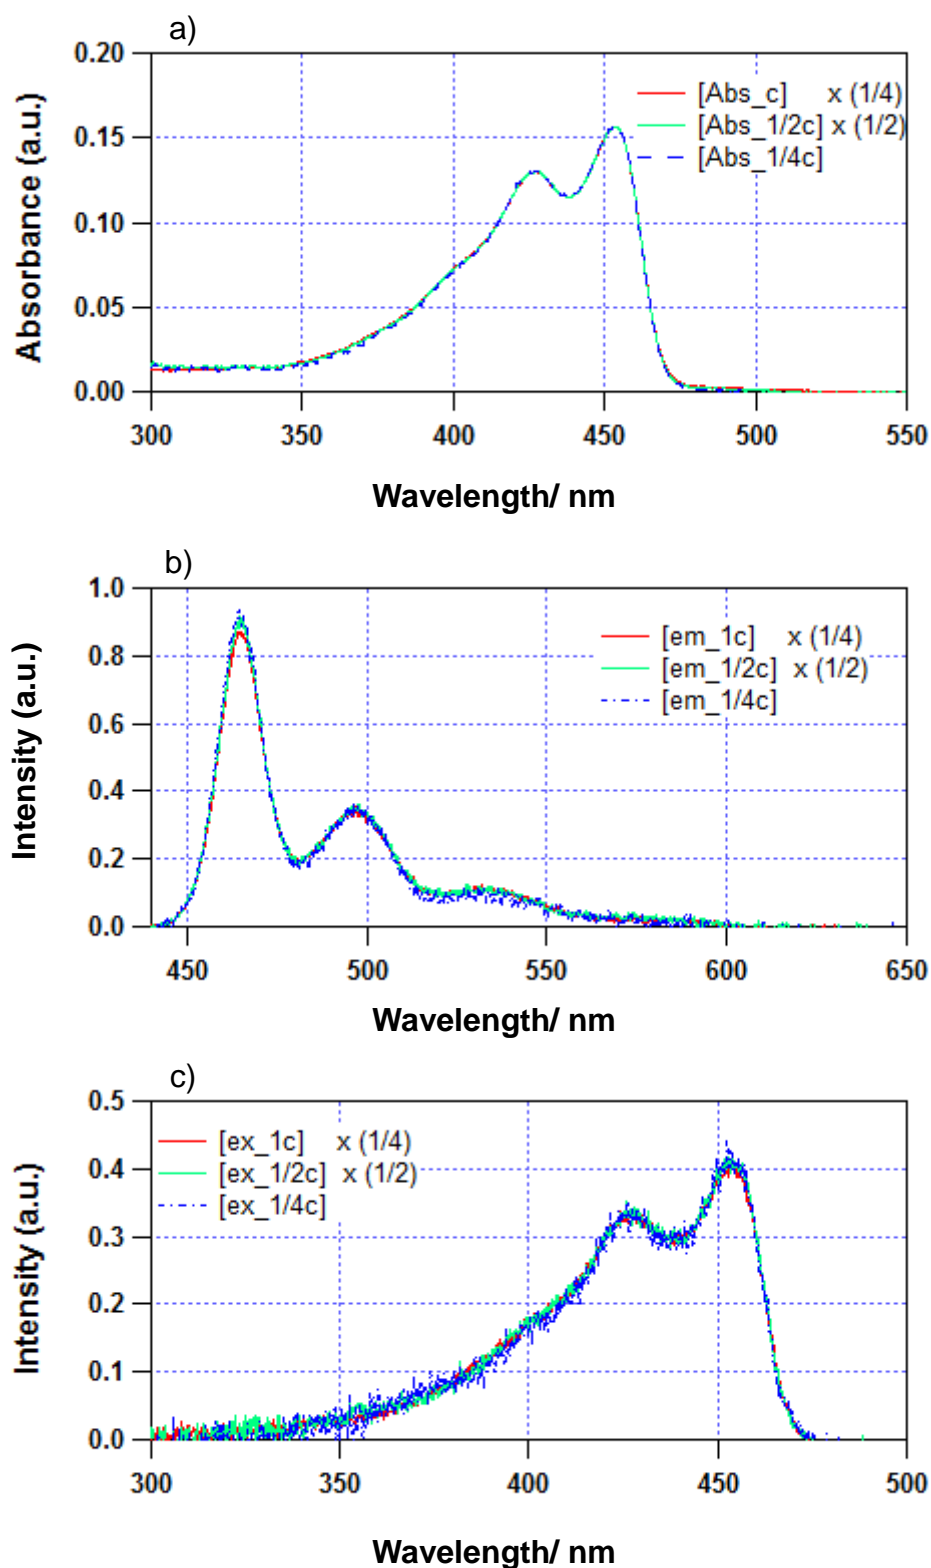 a)
0.20
0.15
0.10
0.05
0.00
Absorbance (a.u.)
[Abs_c] x (1/4)
[Abs_1/2c] x (1/2)
[Abs_1/4c]
300 350 400 450 500 550
Wavelength/ nm
b)
1.0
0.8
0.6
0.4
0.2
0.0
Intensity (a.u.)
[em_1c] x (1/4)
[em_1/2c] x (1/2)
[em_1/4c]
450 500 550 600 650
Wavelength/ nm
c)
0.5
0.4
0.3
0.2
0.1
0.0
Intensity (a.u.)
[ex_1c] x (1/4)
[ex_1/2c] x (1/2)
[ex_1/4c]
300 350 400 450 500
Wavelength/ nm